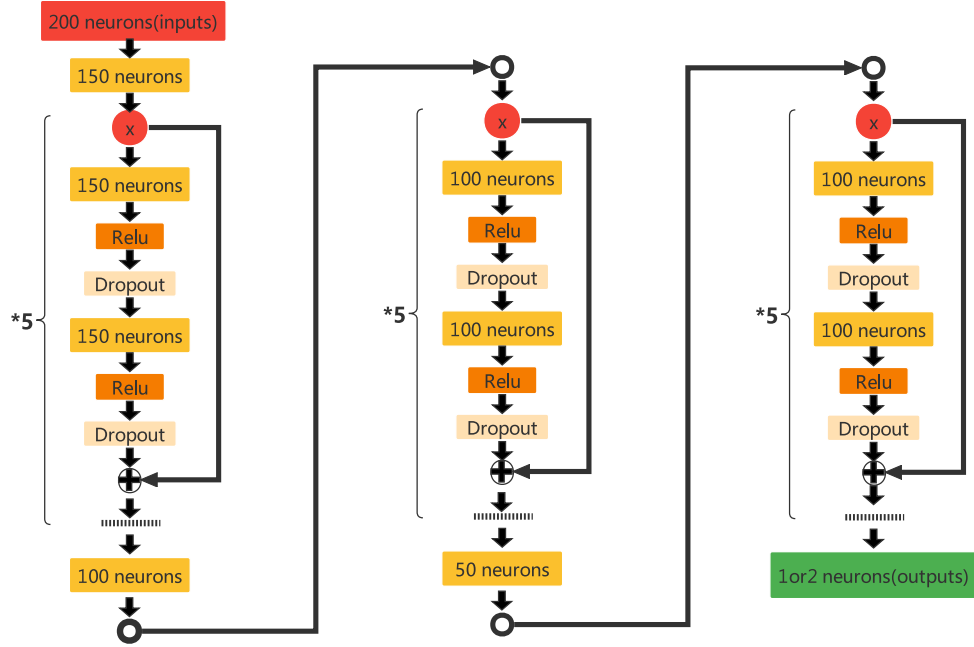 200 neurons(inputs)
150 neurons
x
150 neurons
Relu
Dropout
*5
150 neurons
Relu
Dropout
100 neurons
x
100 neurons
Relu
Dropout
*5
100 neurons
Relu
Dropout
50 neurons
x
100 neurons
Relu
Dropout
*5
100 neurons
Relu
Dropout
1or2 neurons(outputs)